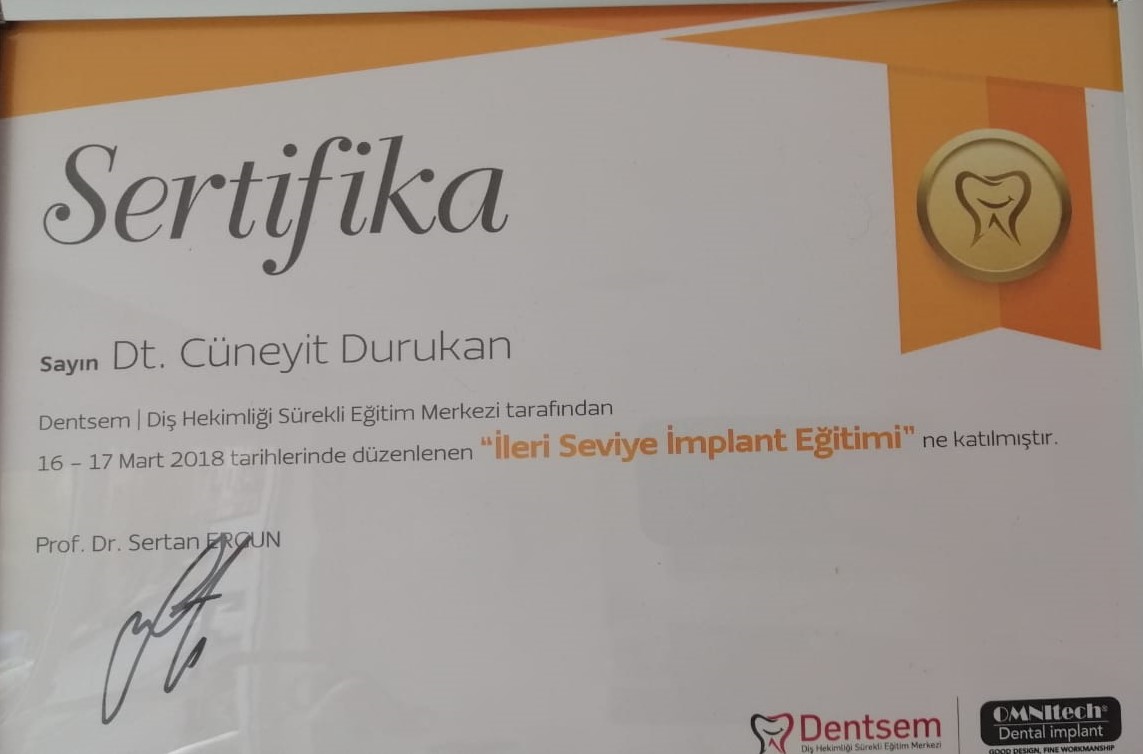 Sertifika
Sayın Dt. Cüneyit Durukan
Dentsem | Diş Hekimliği Sürekli Eğitim Merkezi tarafından
16 – 17 Mart 2018 tarihlerinde düzenlenen "İleri Seviye İmplant Eğitimi" ne katılmıştır.
Prof. Dr. Sertan ERGUN
Dentsem
Diş Hekimliği Sürekli Eğitim Merkezi
OMNItech®
Dental implant
GOOD DESIGN, FINE WORKMANSHIP